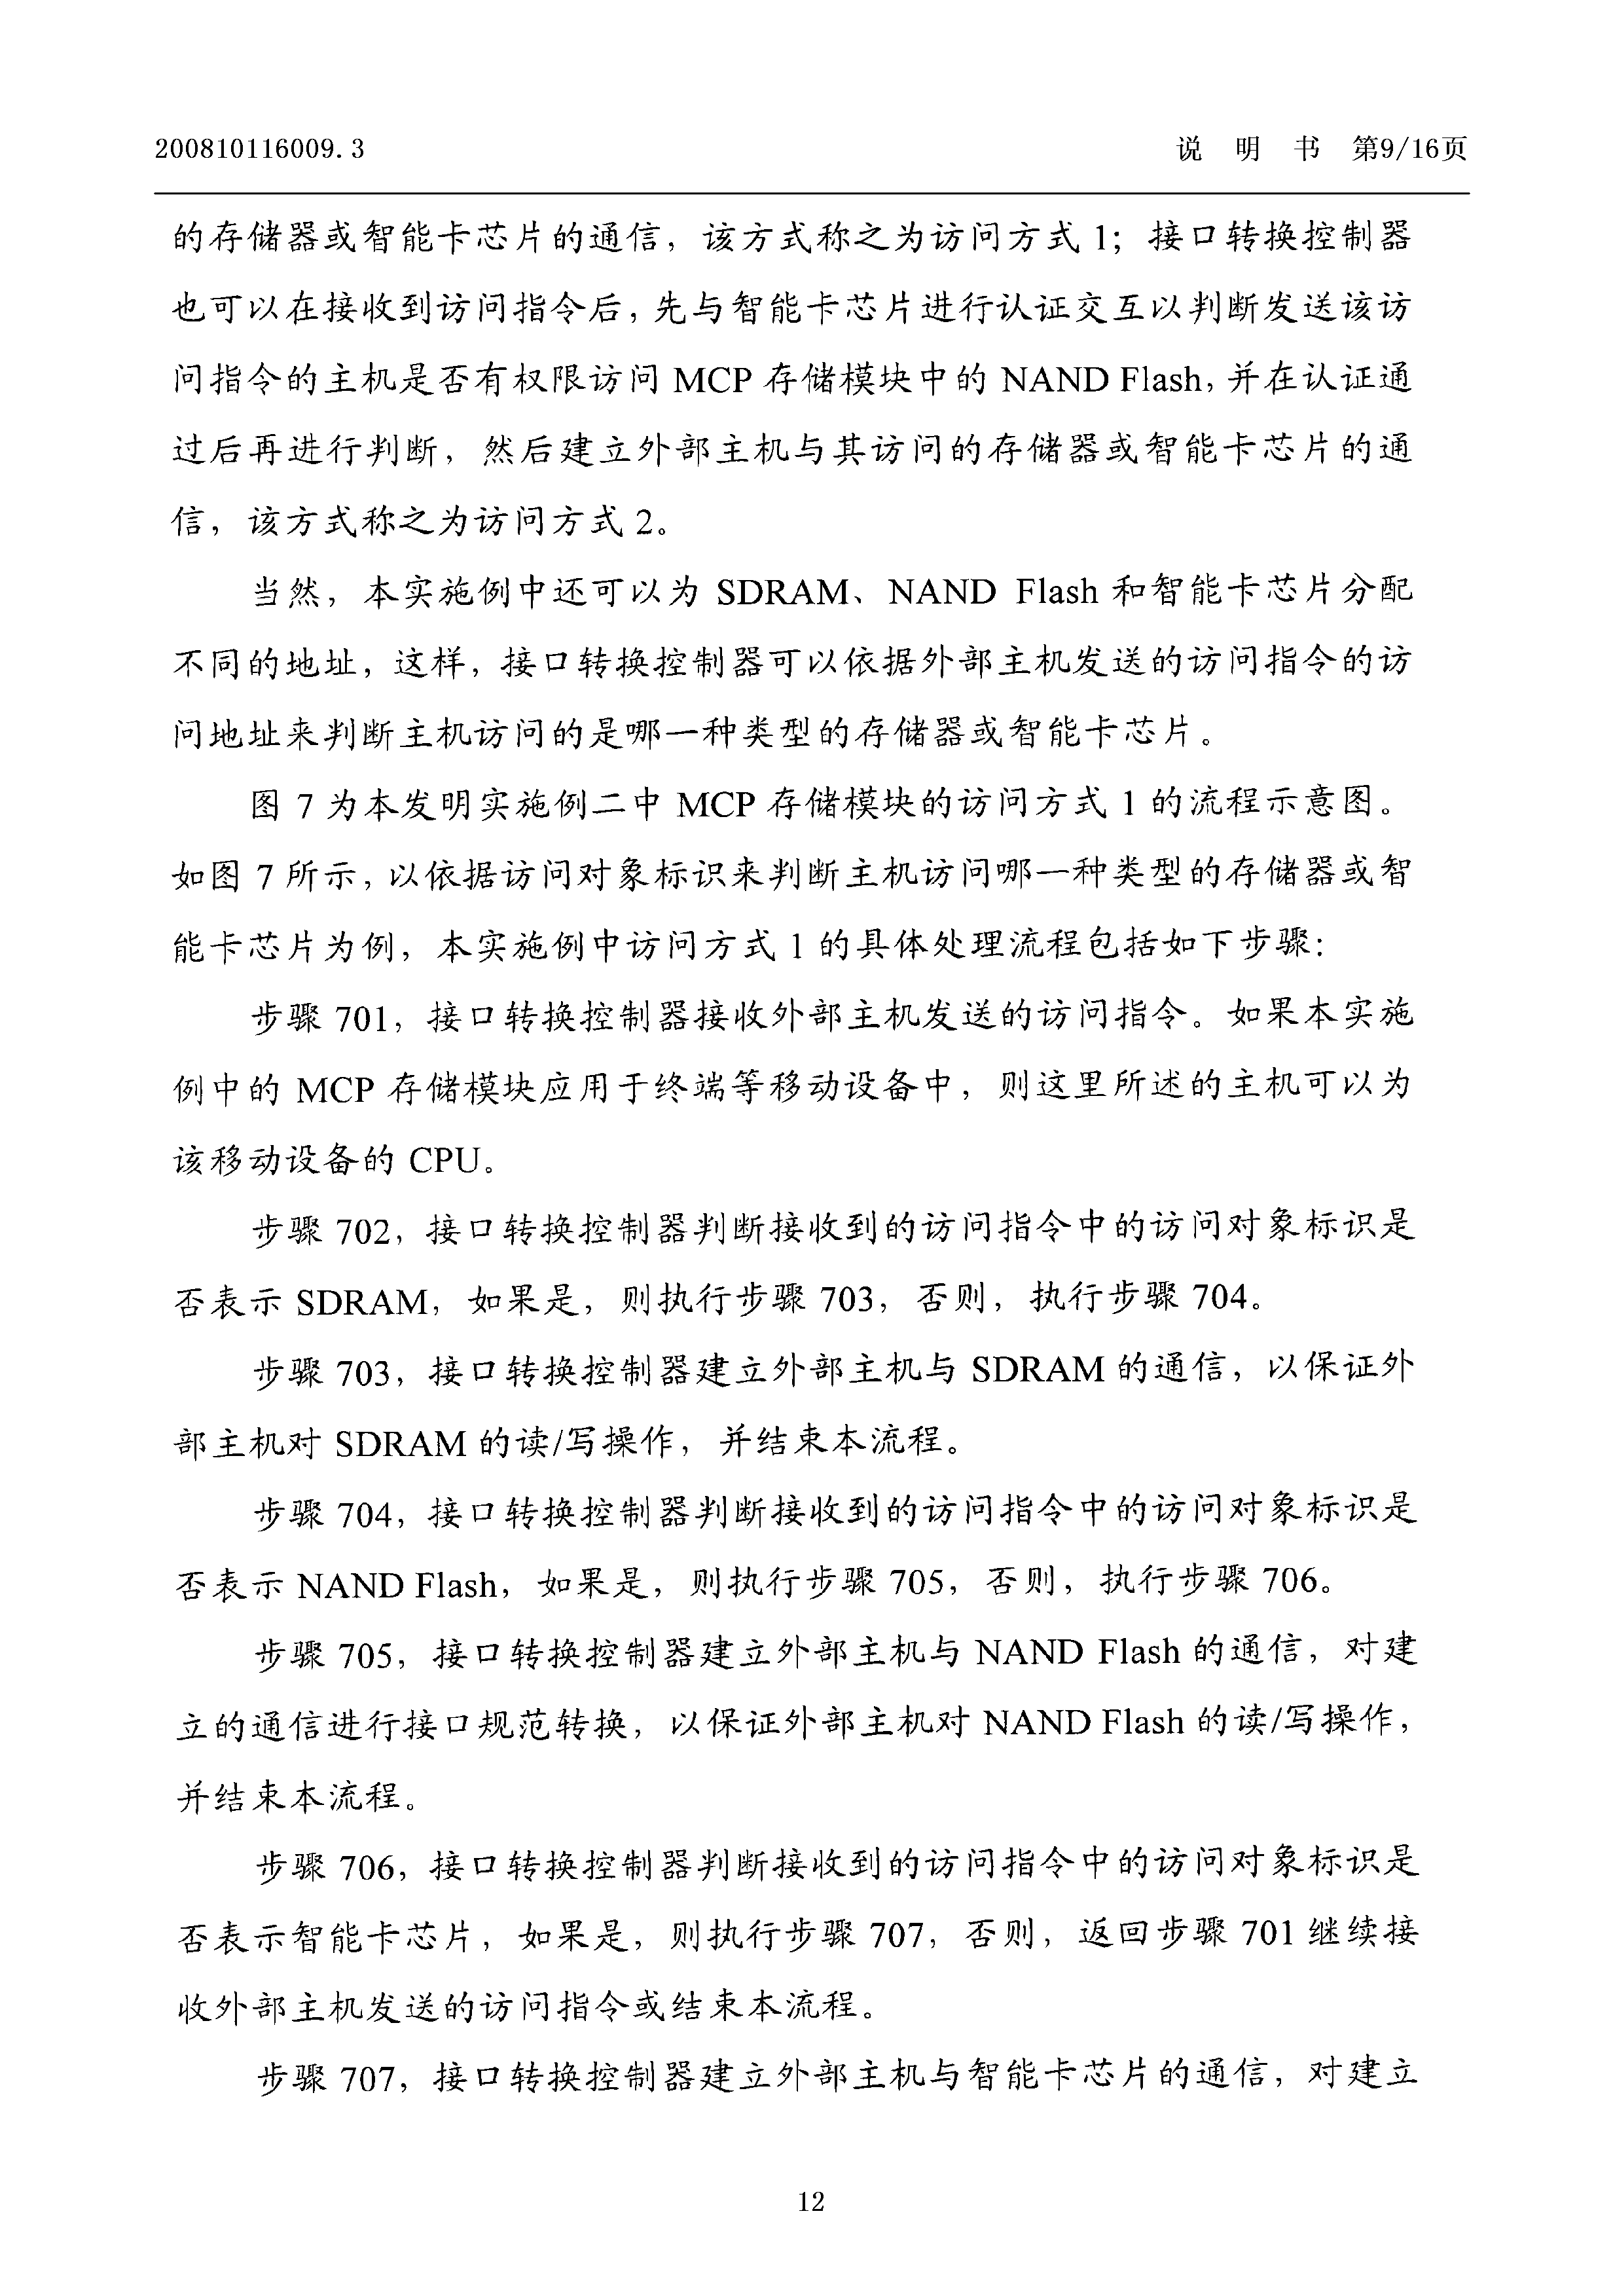 200810116009.3 说 明 书 第9/16页
的存储器或智能卡芯片的通信，该方式称之为访问方式 1；接口转换控制器
也可以在接收到访问指令后，先与智能卡芯片进行认证交互以判断发送该访
问指令的主机是否有权限访问 MCP 存储模块中的 NAND Flash，并在认证通
过后再进行判断，然后建立外部主机与其访问的存储器或智能卡芯片的通
信，该方式称之为访问方式 2。
当然，本实施例中还可以为 SDRAM、NAND Flash 和智能卡芯片分配
不同的地址，这样，接口转换控制器可以依据外部主机发送的访问指令的访
问地址来判断主机访问的是哪一种类型的存储器或智能卡芯片。
图 7 为本发明实施例二中 MCP 存储模块的访问方式 1 的流程示意图。
如图 7 所示，以依据访问对象标识来判断主机访问哪一种类型的存储器或智
能卡芯片为例，本实施例中访问方式 1 的具体处理流程包括如下步骤：
步骤 701，接口转换控制器接收外部主机发送的访问指令。如果本实施
例中的 MCP 存储模块应用于终端等移动设备中，则这里所述的主机可以为
该移动设备的 CPU。
步骤 702，接口转换控制器判断接收到的访问指令中的访问对象标识是
否表示 SDRAM，如果是，则执行步骤 703，否则，执行步骤 704。
步骤 703，接口转换控制器建立外部主机与 SDRAM 的通信，以保证外
部主机对 SDRAM 的读/写操作，并结束本流程。
步骤 704，接口转换控制器判断接收到的访问指令中的访问对象标识是
否表示 NAND Flash，如果是，则执行步骤 705，否则，执行步骤 706。
步骤 705，接口转换控制器建立外部主机与 NAND Flash 的通信，对建
立的通信进行接口规范转换，以保证外部主机对 NAND Flash 的读/写操作，
并结束本流程。
步骤 706，接口转换控制器判断接收到的访问指令中的访问对象标识是
否表示智能卡芯片，如果是，则执行步骤 707，否则，返回步骤 701 继续接
收外部主机发送的访问指令或结束本流程。
步骤 707，接口转换控制器建立外部主机与智能卡芯片的通信，对建立
12